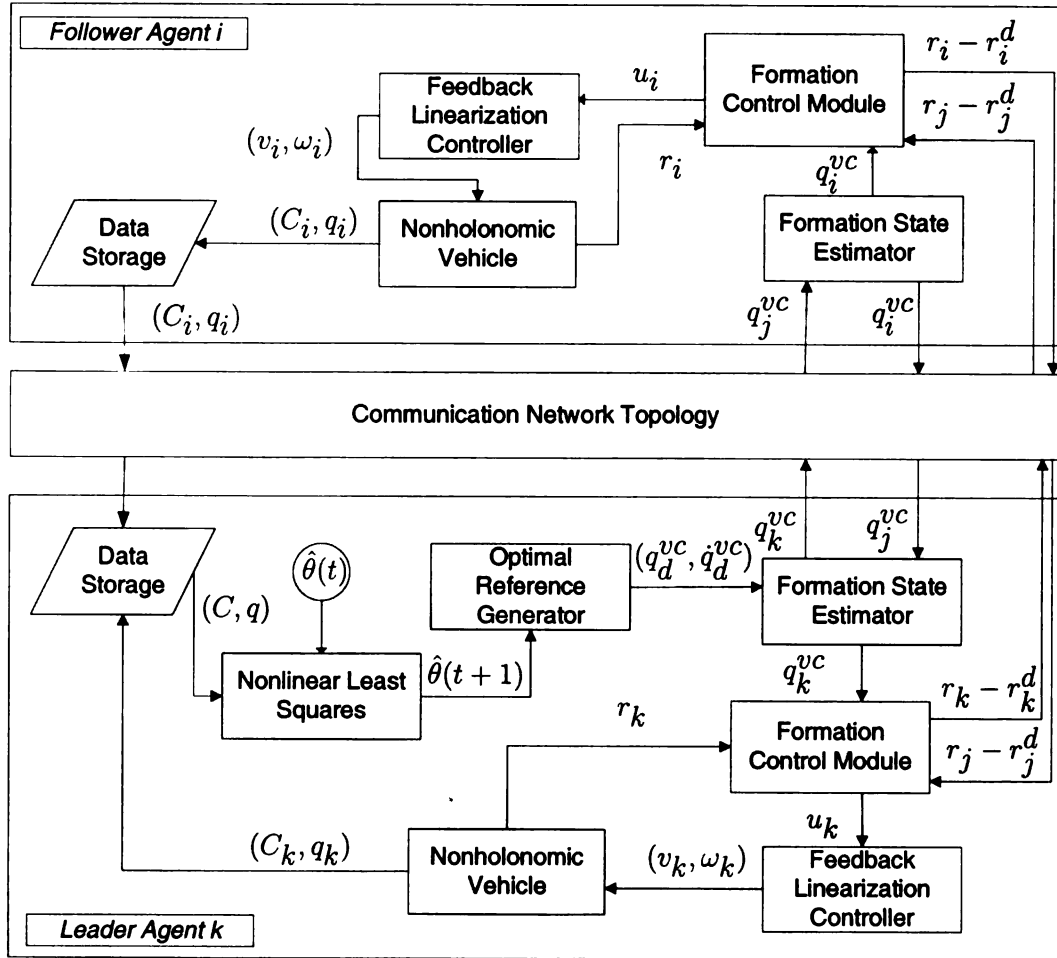 Follower Agent i
Feedback
Linearization
Controller
u_i
Formation
Control Module
r_i − r_i^d
r_j − r_j^d
(v_i, ω_i)
r_i
q_i^{vc}
Data
Storage
(C_i, q_i)
Nonholonomic
Vehicle
Formation State
Estimator
(C_i, q_i)
q_j^{vc}
q_i^{vc}
Communication Network Topology
Data
Storage
θ̂(t)
Optimal
Reference
Generator
(q_d^{vc}, q̇_d^{vc})
q_k^{vc}
q_j^{vc}
Formation State
Estimator
(C, q)
Nonlinear Least
Squares
θ̂(t + 1)
q_k^{vc}
r_k
Formation
Control Module
r_k − r_k^d
r_j − r_j^d
u_k
(C_k, q_k)
Nonholonomic
Vehicle
(v_k, ω_k)
Feedback
Linearization
Controller
Leader Agent k